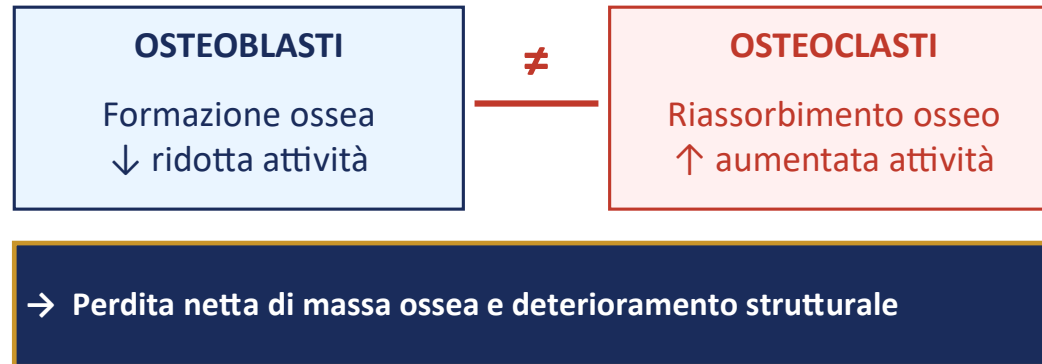 OSTEOBLASTI
Formazione ossea
↓ ridotta attività
≠
OSTEOCLASTI
Riassorbimento osseo
↑ aumentata attività
→ Perdita netta di massa ossea e deterioramento strutturale